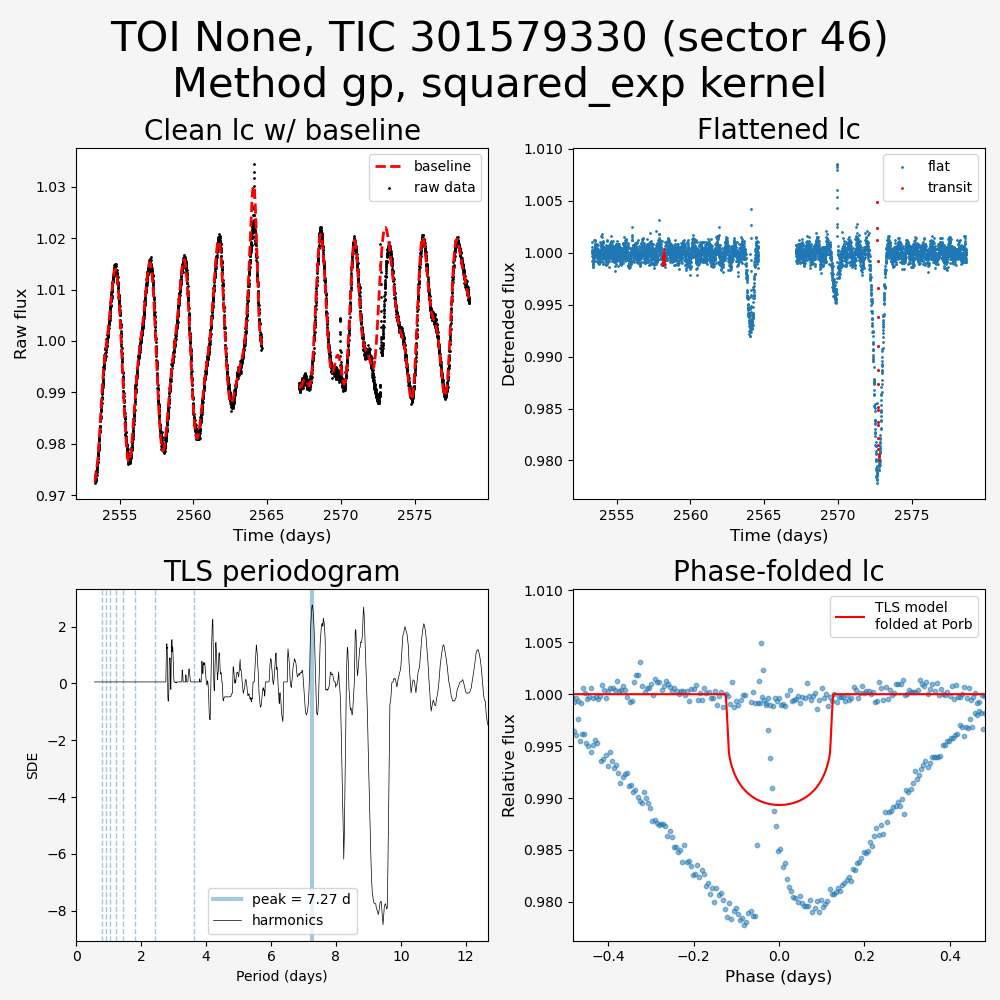 TOI None, TIC 301579330 (sector 46)
Method gp, squared_exp kernel
Clean lc w/ baseline
baseline
raw data
1.03
1.02
1.01
1.00
0.99
0.98
0.97
Raw flux
2555
2560
2565
2570
2575
Time (days)
Flattened lc
flat
transit
1.010
1.005
1.000
0.995
0.990
0.985
0.980
Detrended flux
2555
2560
2565
2570
2575
Time (days)
TLS periodogram
2
0
−2
−4
−6
−8
SDE
peak = 7.27 d
harmonics
0
2
4
6
8
10
12
Period (days)
Phase-folded lc
TLS model
folded at Porb
1.010
1.005
1.000
0.995
0.990
0.985
0.980
Relative flux
−0.4
−0.2
0.0
0.2
0.4
Phase (days)